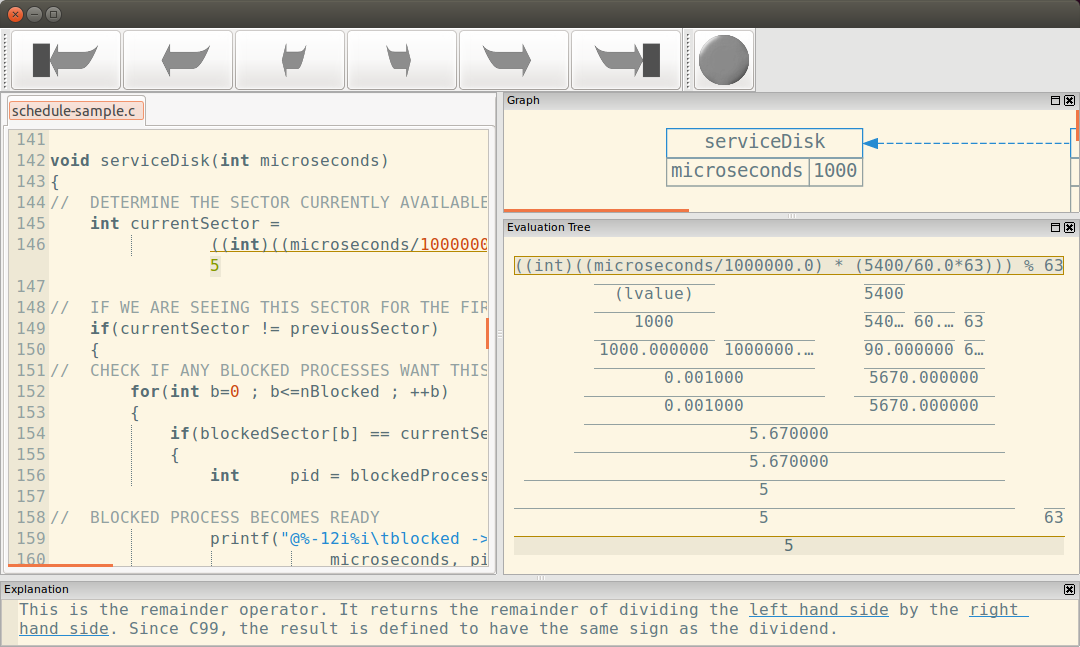 schedule-sample.c
141
142 void serviceDisk(int microseconds)
143 {
144 //  DETERMINE THE SECTOR CURRENTLY AVAILABLE
145     int currentSector =
146                 ((int)((microseconds/1000000
5
147
148 //  IF WE ARE SEEING THIS SECTOR FOR THE FIR
149     if(currentSector != previousSector)
150     {
151 //  CHECK IF ANY BLOCKED PROCESSES WANT THIS
152         for(int b=0 ; b<=nBlocked ; ++b)
153         {
154             if(blockedSector[b] == currentSe
155             {
156                 int     pid = blockedProcess
157
158 //  BLOCKED PROCESS BECOMES READY
159                 printf("@%-12i%i\tblocked ->
160                             microseconds, pi
Graph
serviceDisk
microseconds 1000
Evaluation Tree
((int)((microseconds/1000000.0) * (5400/60.0*63))) % 63
(lvalue) 5400
1000 540… 60.… 63
1000.000000 1000000.… 90.000000 6…
0.001000 5670.000000
0.001000 5670.000000
5.670000
5.670000
5
5 63
5
Explanation
This is the remainder operator. It returns the remainder of dividing the left hand side by the right
hand side. Since C99, the result is defined to have the same sign as the dividend.